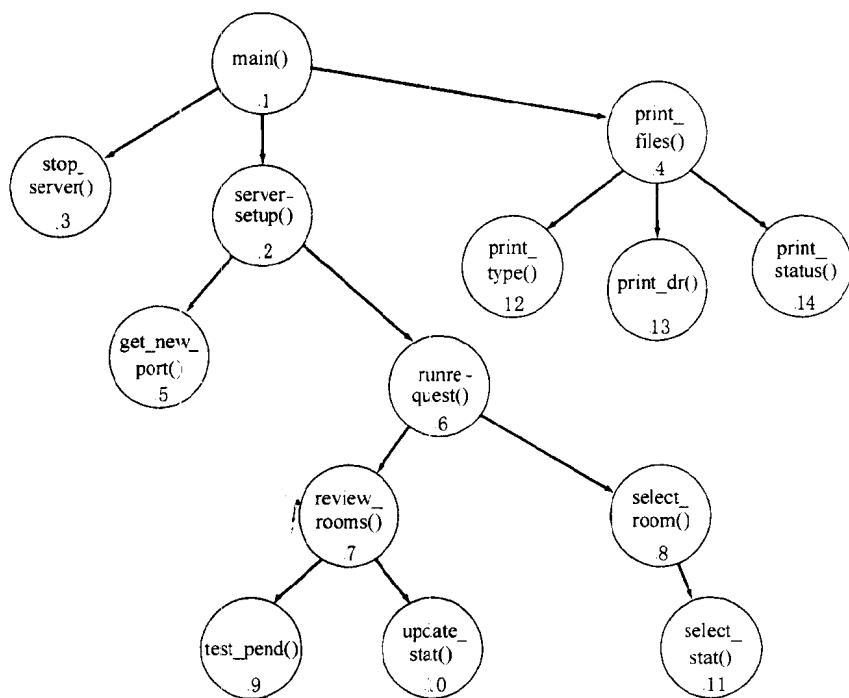 main()
.1
print_
files()
.4
stop_
server()
.3
server-
setup()
.2
print_
type()
12
print_dr()
.13
print_
status()
.14
get_new_
port()
.5
runre-
quest()
.6
review_
rooms()
.7
select_
room()
.8
test_pend()
.9
update_
stat()
.0
select_
stat()
.11